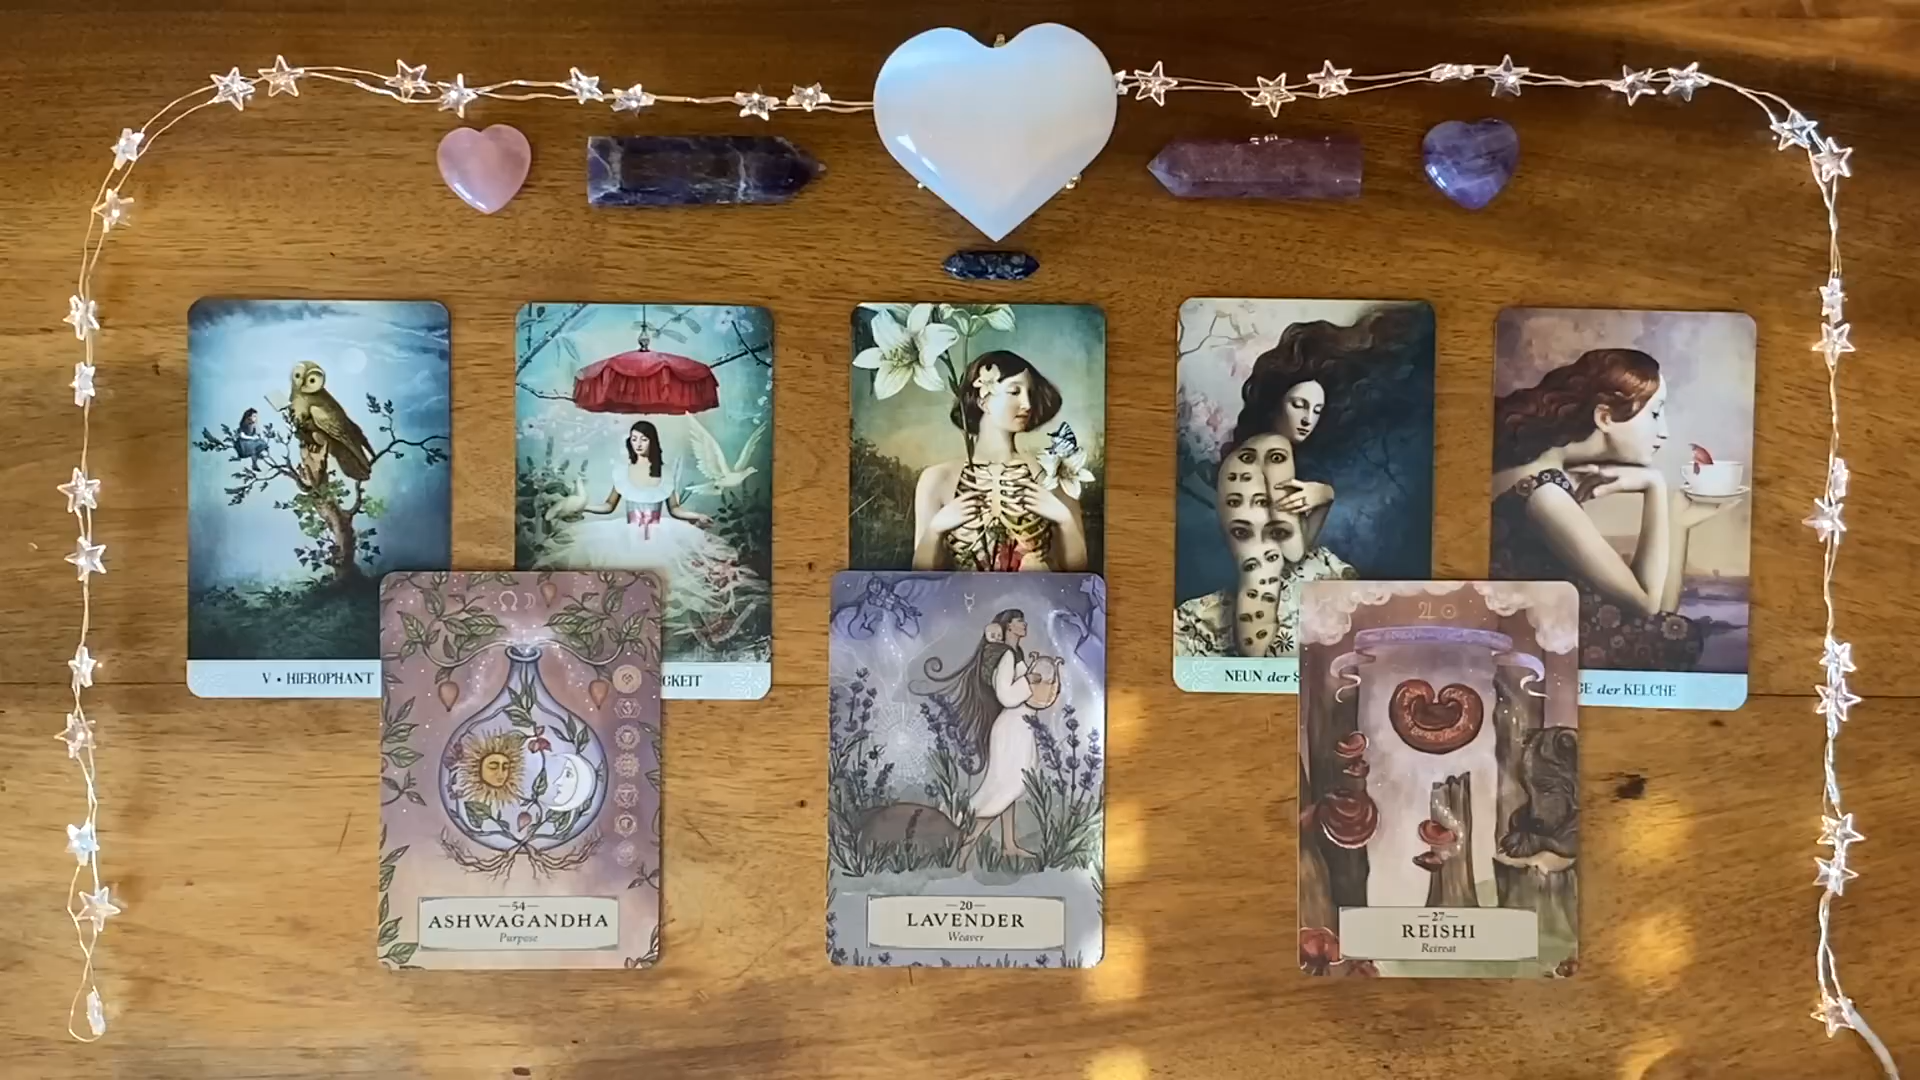 V • HIEROPHANT
GKEIT
NEUN der S
GE der KELCHE
—54—
ASHWAGANDHA
Purpose
—20—
LAVENDER
Weaver
—27—
REISHI
Retreat